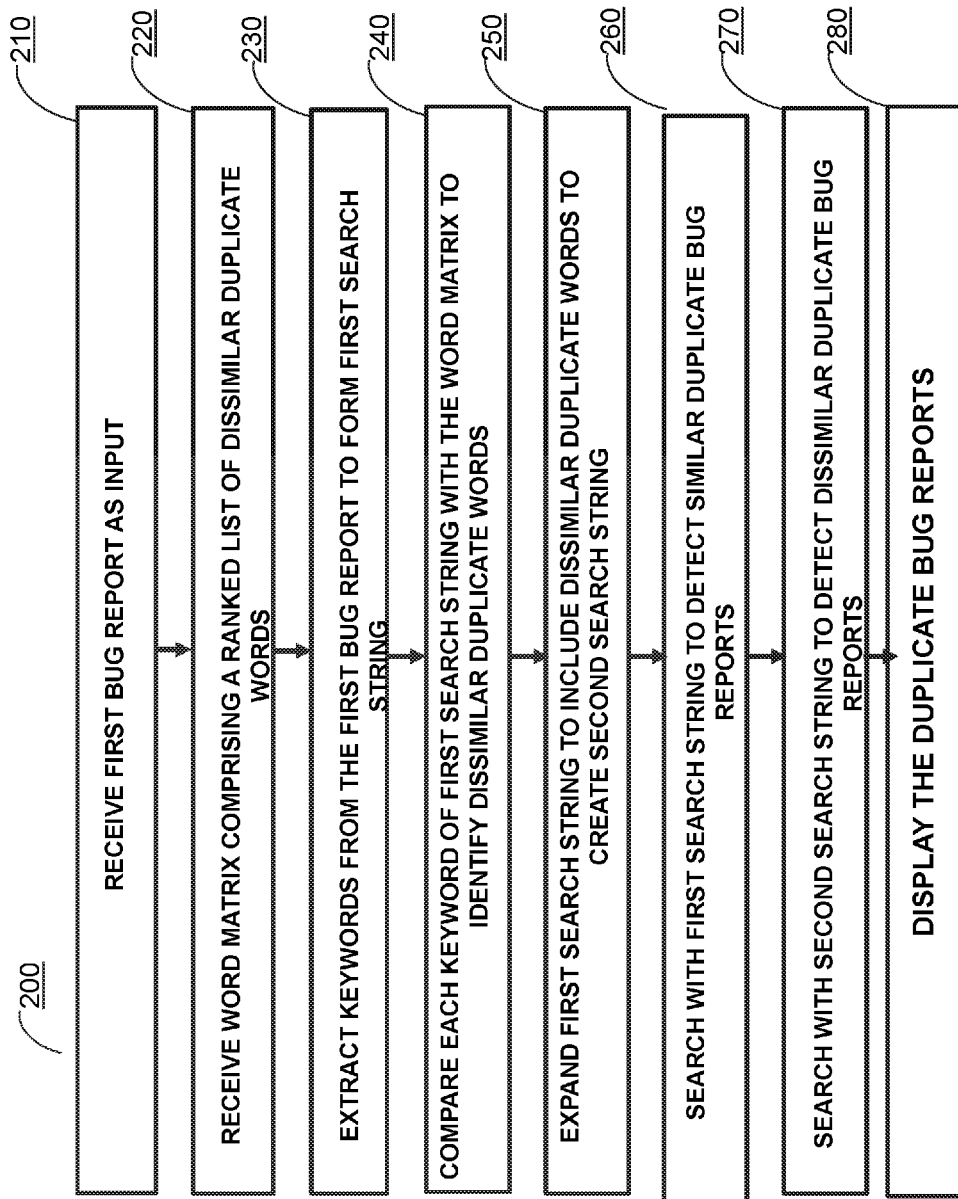 200
RECEIVE FIRST BUG REPORT AS INPUT
210
RECEIVE WORD MATRIX COMPRISING A RANKED LIST OF DISSIMILAR DUPLICATE
WORDS
220
EXTRACT KEYWORDS FROM THE FIRST BUG REPORT TO FORM FIRST SEARCH
STRING
230
COMPARE EACH KEYWORD OF FIRST SEARCH STRING WITH THE WORD MATRIX TO
IDENTIFY DISSIMILAR DUPLICATE WORDS
240
EXPAND FIRST SEARCH STRING TO INCLUDE DISSIMILAR DUPLICATE WORDS TO
CREATE SECOND SEARCH STRING
250
SEARCH WITH FIRST SEARCH STRING TO DETECT SIMILAR DUPLICATE BUG
REPORTS
260
SEARCH WITH SECOND SEARCH STRING TO DETECT DISSIMILAR DUPLICATE BUG
REPORTS
270
DISPLAY THE DUPLICATE BUG REPORTS
280